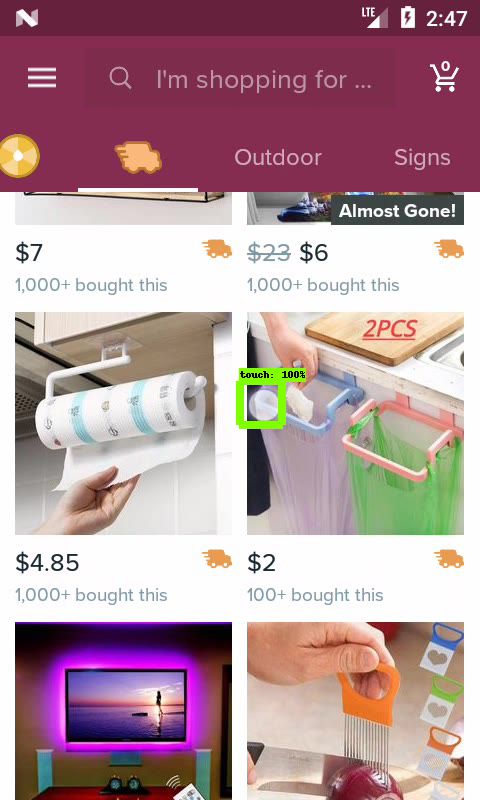 LTE
2:47
I'm shopping for ...
0
Outdoor
Signs
Almost Gone!
$7
$23 $6
1,000+ bought this
1,000+ bought this
2PCS
touch: 100%
$4.85
$2
1,000+ bought this
100+ bought this